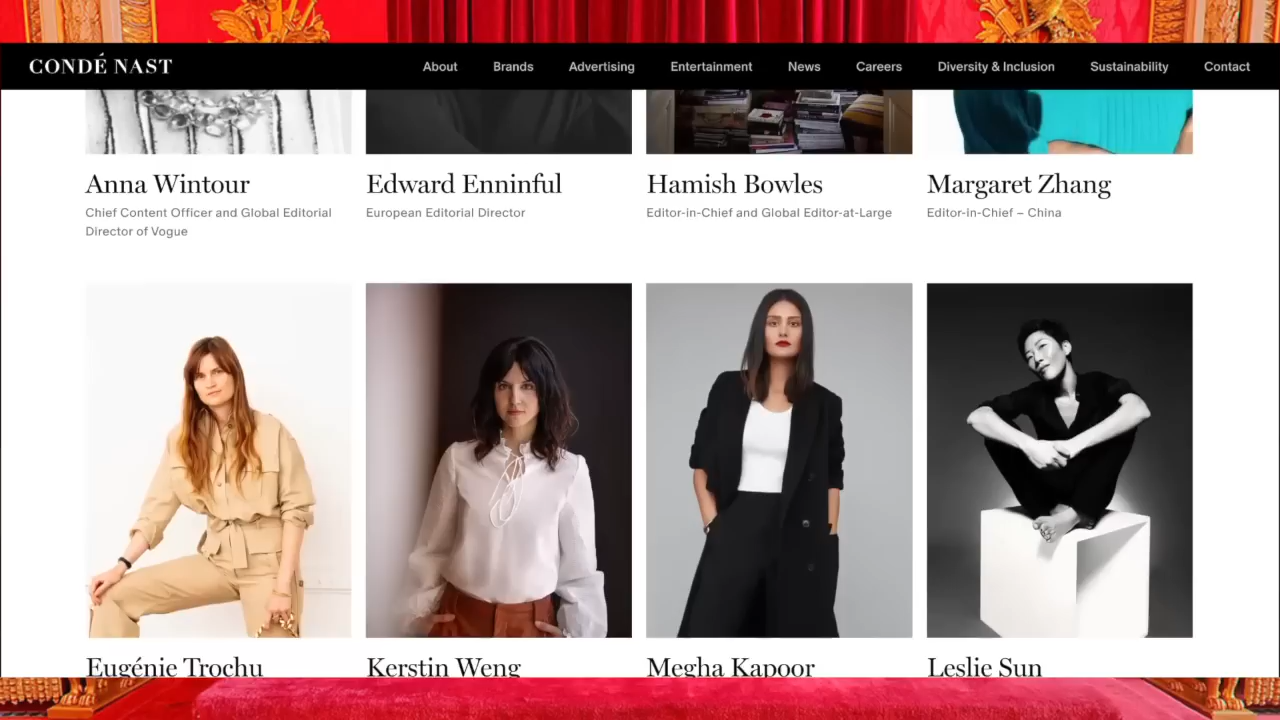 CONDÉ NAST
About
Brands
Advertising
Entertainment
News
Careers
Diversity & Inclusion
Sustainability
Contact
Anna Wintour
Chief Content Officer and Global Editorial
Director of Vogue
Edward Enninful
European Editorial Director
Hamish Bowles
Editor-in-Chief and Global Editor-at-Large
Margaret Zhang
Editor-in-Chief – China
Eugénie Trochu
Kerstin Weng
Megha Kapoor
Leslie Sun